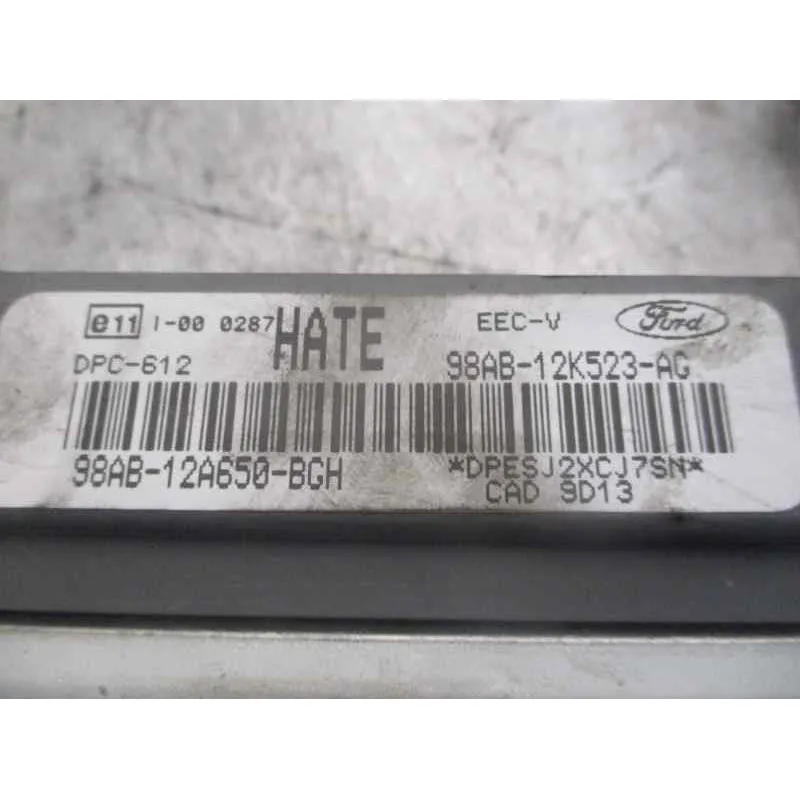 e11 I-00 0287 HATE EEC-V Ford
DPC-612 98AB-12K523-AG
98AB-12A650-BGH *DPESJ2XCJ7SN*
CAD 9D13